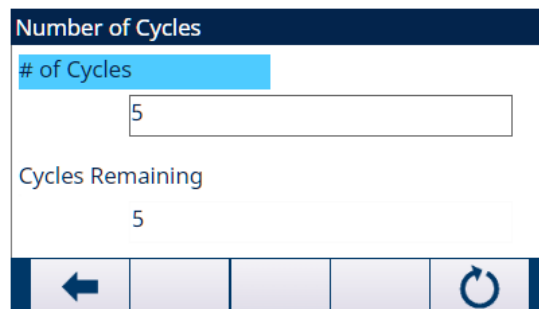 Number of Cycles
# of Cycles
5
Cycles Remaining
5